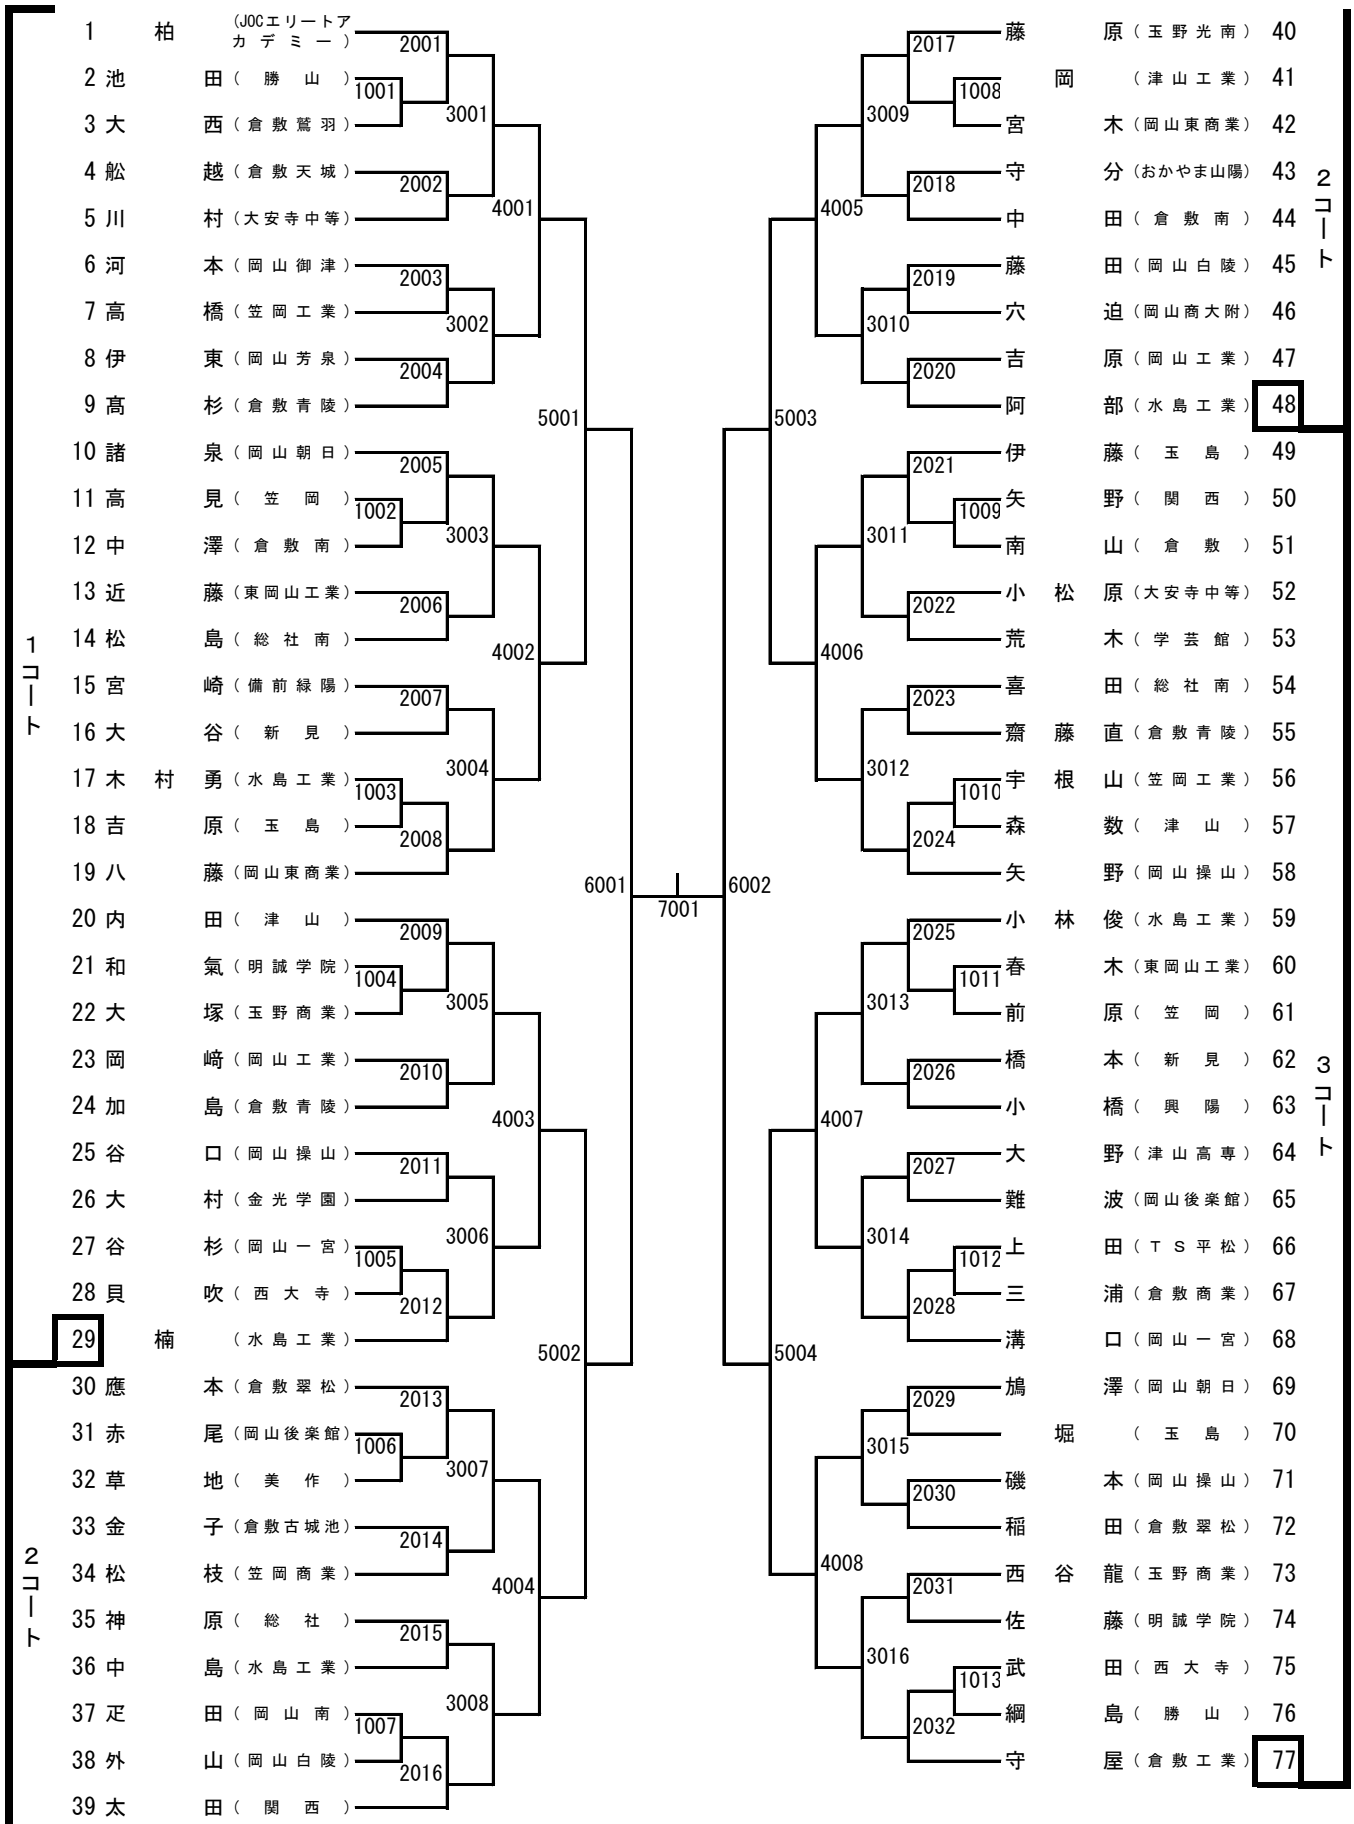 1 柏 (JOCエリートアカデミー)
2 池田 (勝山)
3 大西 (倉敷鷲羽)
4 舩越 (倉敷天城)
5 川村 (大安寺中等)
6 河本 (岡山御津)
7 高橋 (笠岡工業)
8 伊東 (岡山芳泉)
9 髙杉 (倉敷青陵)
10 諸泉 (岡山朝日)
11 高見 (笠岡)
12 中澤 (倉敷南)
13 近藤 (東岡山工業)
14 松島 (総社南)
15 宮崎 (備前緑陽)
16 大谷 (新見)
17 木村勇 (水島工業)
18 吉原 (玉島)
19 八藤 (岡山東商業)
20 内田 (津山)
21 和氣 (明誠学院)
22 大塚 (玉野商業)
23 岡﨑 (岡山工業)
24 加島 (倉敷青陵)
25 谷口 (岡山操山)
26 大村 (金光学園)
27 谷杉 (岡山一宮)
28 貝吹 (西大寺)
29 楠 (水島工業)
30 應本 (倉敷翠松)
31 赤尾 (岡山後楽館)
32 草地 (美作)
33 金子 (倉敷古城池)
34 松枝 (笠岡商業)
35 神原 (総社)
36 中島 (水島工業)
37 疋田 (岡山南)
38 外山 (岡山白陵)
39 太田 (関西)
1コート
2コート
1001
1002
1003
1004
1005
1006
1007
2001
2002
2003
2004
2005
2006
2007
2008
2009
2010
2011
2012
2013
2014
2015
2016
3001
3002
3003
3004
3005
3006
3007
3008
4001
4002
4003
4004
5001
5002
6001
7001
6002
5003
5004
4005
4006
4007
4008
3009
3010
3011
3012
3013
3014
3015
3016
2017
2018
2019
2020
2021
2022
2023
2024
2025
2026
2027
2028
2029
2030
2031
2032
1008
1009
1010
1011
1012
1013
藤原 (玉野光南) 40
岡 (津山工業) 41
宮木 (岡山東商業) 42
守分 (おかやま山陽) 43
中田 (倉敷南) 44
藤田 (岡山白陵) 45
穴迫 (岡山商大附) 46
吉原 (岡山工業) 47
阿部 (水島工業) 48
伊藤 (玉島) 49
矢野 (関西) 50
南山 (倉敷) 51
小松原 (大安寺中等) 52
荒木 (学芸館) 53
喜田 (総社南) 54
齋藤直 (倉敷青陵) 55
宇根山 (笠岡工業) 56
森数 (津山) 57
矢野 (岡山操山) 58
小林俊 (水島工業) 59
春木 (東岡山工業) 60
前原 (笠岡) 61
橋本 (新見) 62
小橋 (興陽) 63
大野 (津山高専) 64
難波 (岡山後楽館) 65
上田 (TS平松) 66
三浦 (倉敷商業) 67
溝口 (岡山一宮) 68
鴆澤 (岡山朝日) 69
堀 (玉島) 70
磯本 (岡山操山) 71
稲田 (倉敷翠松) 72
西谷龍 (玉野商業) 73
佐藤 (明誠学院) 74
武田 (西大寺) 75
綱島 (勝山) 76
守屋 (倉敷工業) 77
2コート
3コート